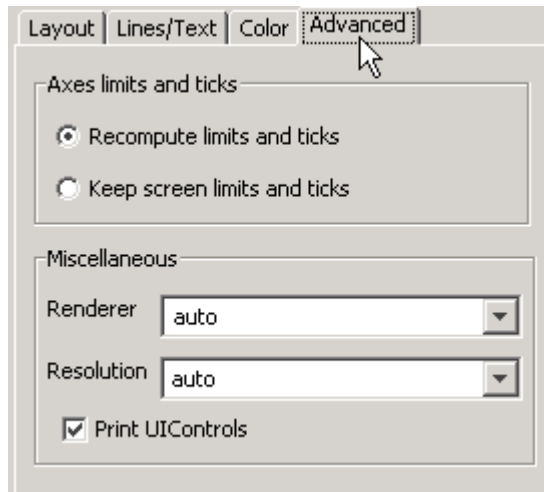 Layout Lines/Text Color Advanced
Axes limits and ticks
Recompute limits and ticks
Keep screen limits and ticks
Miscellaneous
Renderer auto
Resolution auto
Print UIControls